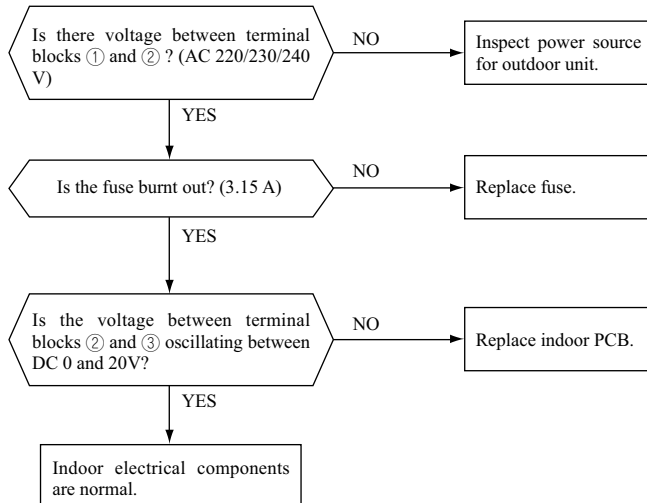 Is there voltage between terminal
blocks ① and ② ? (AC 220/230/240
V)
NO
Inspect power source
for outdoor unit.
YES
Is the fuse burnt out? (3.15 A)
NO
Replace fuse.
YES
Is the voltage between terminal
blocks ② and ③ oscillating between
DC 0 and 20V?
NO
Replace indoor PCB.
YES
Indoor electrical components
are normal.